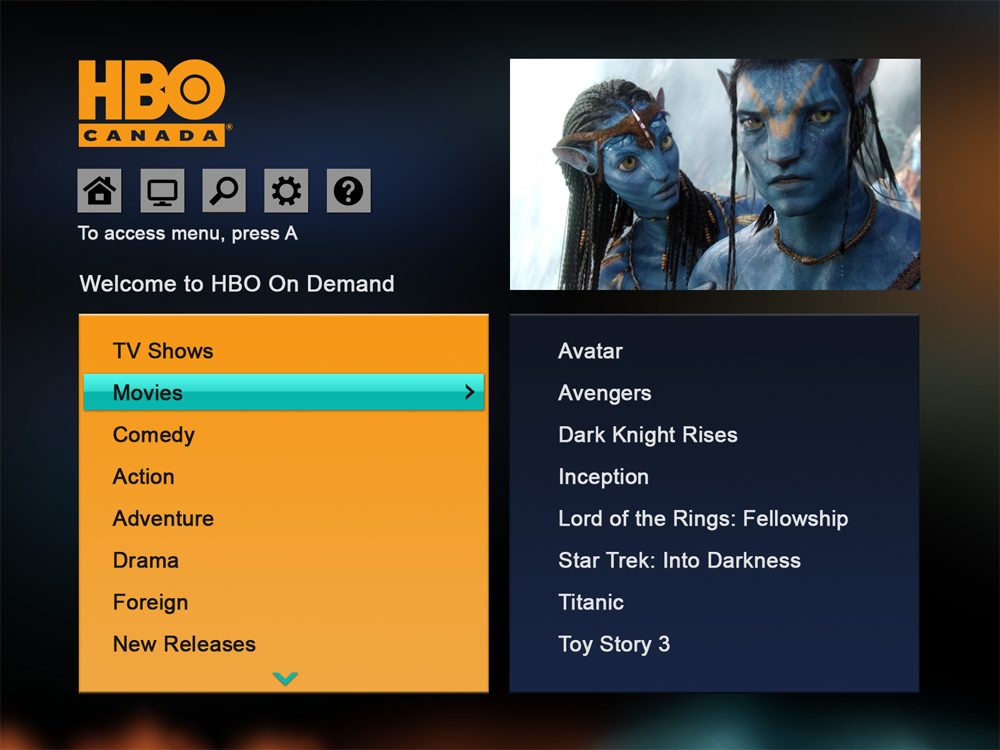 HBO
CANADA®
To access menu, press A
Welcome to HBO On Demand
TV Shows
Movies
Comedy
Action
Adventure
Drama
Foreign
New Releases
Avatar
Avengers
Dark Knight Rises
Inception
Lord of the Rings: Fellowship
Star Trek: Into Darkness
Titanic
Toy Story 3